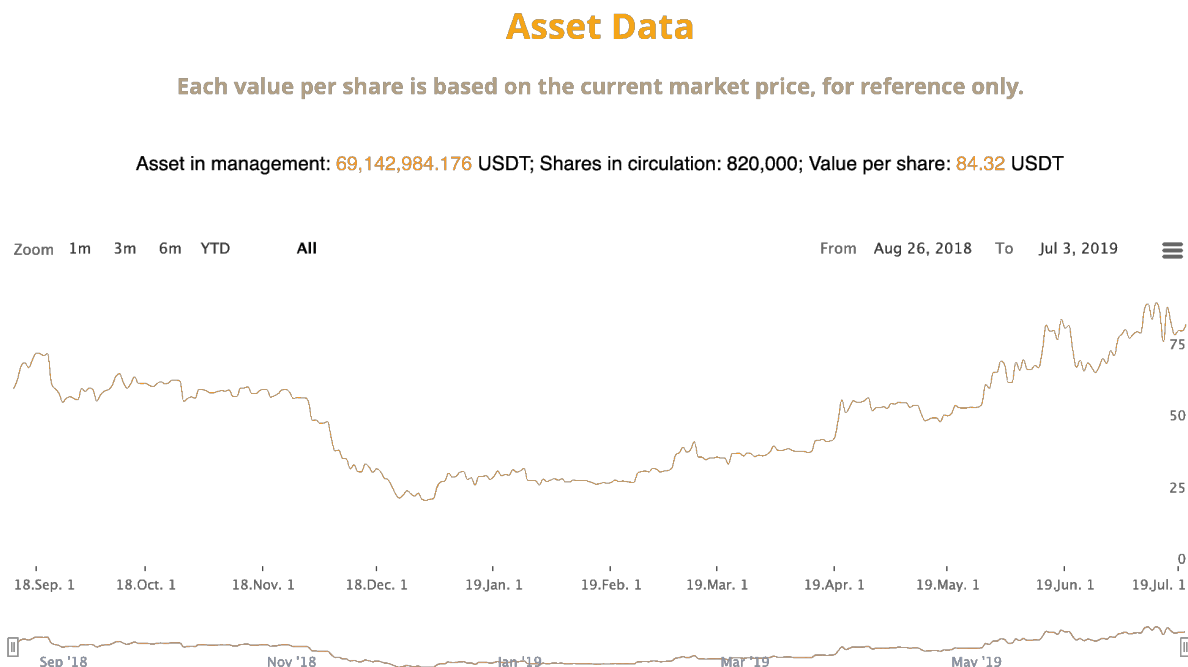 Asset Data
Each value per share is based on the current market price, for reference only.
Asset in management: 69,142,984.176 USDT; Shares in circulation: 820,000; Value per share: 84.32 USDT
Zoom 1m 3m 6m YTD All From Aug 26, 2018 To Jul 3, 2019
75
50
25
0
18.Sep. 1 18.Oct. 1 18.Nov. 1 18.Dec. 1 19.Jan. 1 19.Feb. 1 19.Mar. 1 19.Apr. 1 19.May. 1 19.Jun. 1 19.Jul. 1
Sep '18 Nov '18 Jan '19 Mar '19 May '19